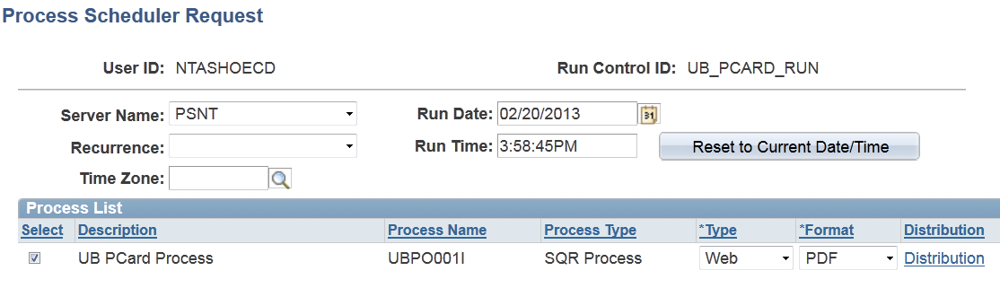 Process Scheduler Request
User ID: NTASHOECD Run Control ID: UB_PCARD_RUN
Server Name: PSNT Run Date: 02/20/2013 31
Recurrence: Run Time: 3:58:45PM Reset to Current Date/Time
Time Zone:
Process List
Select Description Process Name Process Type *Type *Format Distribution
UB PCard Process UBPO001I SQR Process Web PDF Distribution